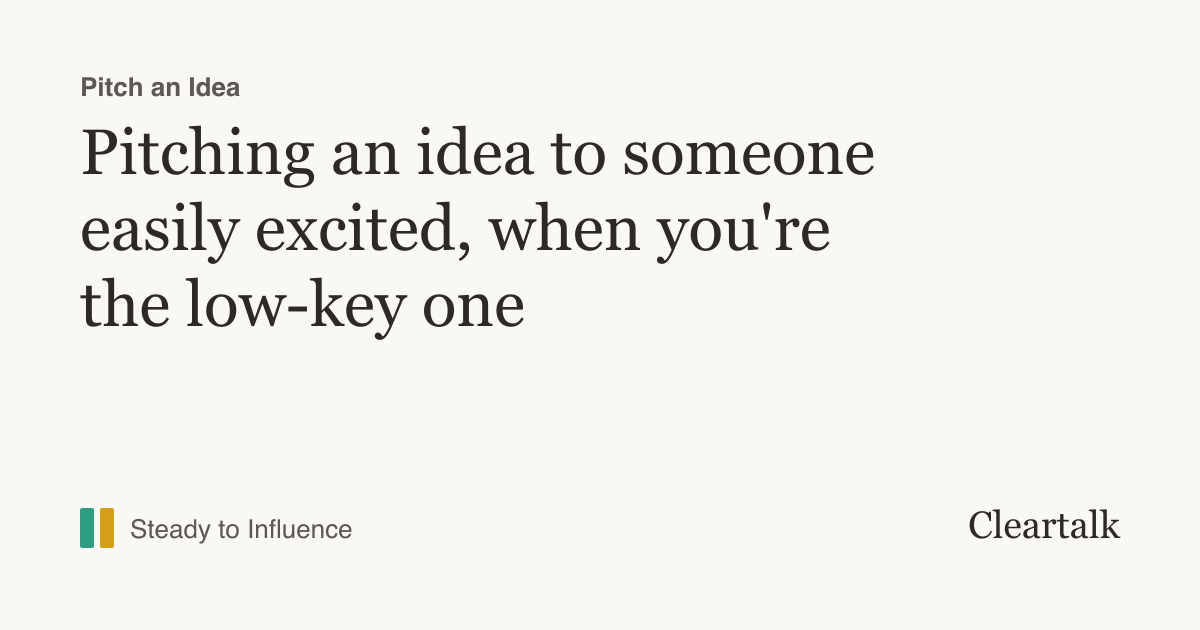 Pitch an Idea
Pitching an idea to someone
easily excited, when you're
the low-key one
Steady to Influence
Cleartalk